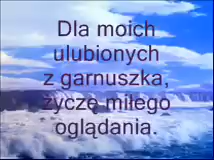 Dla moich
ulubionych
z garnuszka,
życzę miłego
oglądania.